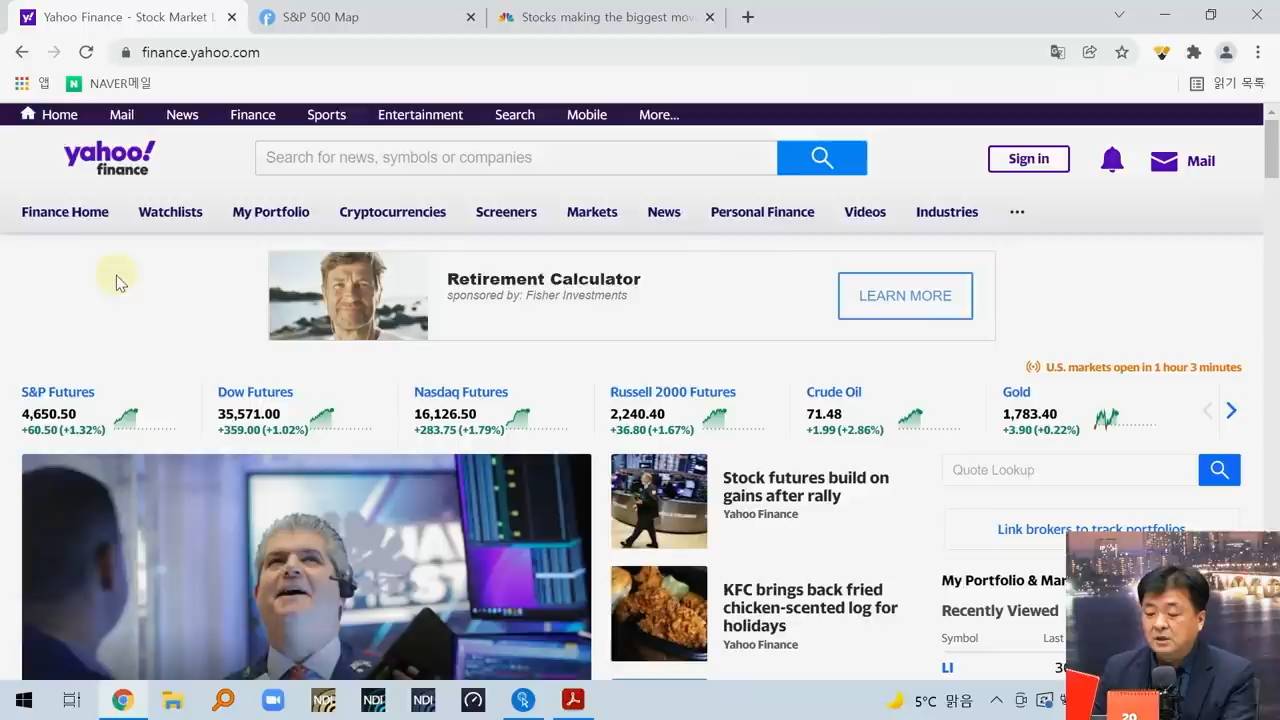 Yahoo Finance - Stock Market L
S&P 500 Map
Stocks making the biggest mov
finance.yahoo.com
앱
NAVER메일
읽기 목록
Home
Mail
News
Finance
Sports
Entertainment
Search
Mobile
More...
yahoo!
finance
Search for news, symbols or companies
Sign in
Mail
Finance Home
Watchlists
My Portfolio
Cryptocurrencies
Screeners
Markets
News
Personal Finance
Videos
Industries
Retirement Calculator
sponsored by: Fisher Investments
LEARN MORE
U.S. markets open in 1 hour 3 minutes
S&P Futures
4,650.50
+60.50 (+1.32%)
Dow Futures
35,571.00
+359.00 (+1.02%)
Nasdaq Futures
16,126.50
+283.75 (+1.79%)
Russell 2000 Futures
2,240.40
+36.80 (+1.67%)
Crude Oil
71.48
+1.99 (+2.86%)
Gold
1,783.40
+3.90 (+0.22%)
Stock futures build on
gains after rally
Yahoo Finance
KFC brings back fried
chicken-scented log for
holidays
Yahoo Finance
Quote Lookup
Link brokers to track portfolios
My Portfolio & Mar
Recently Viewed
Symbol
Last
LI
NDI
NDI
NDI
5°C 맑음
20